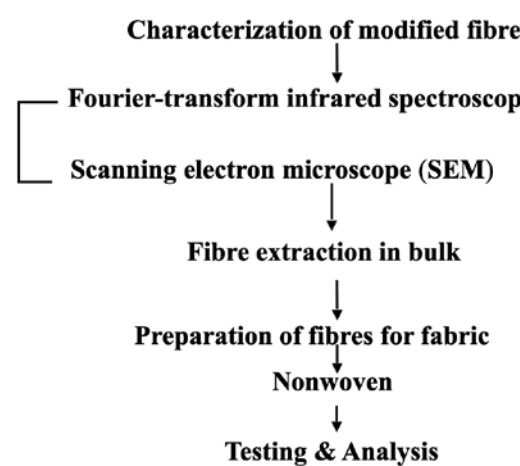 Characterization of modified fibre
Fourier-transform infrared spectroscop
Scanning electron microscope (SEM)
Fibre extraction in bulk
Preparation of fibres for fabric
Nonwoven
Testing & Analysis